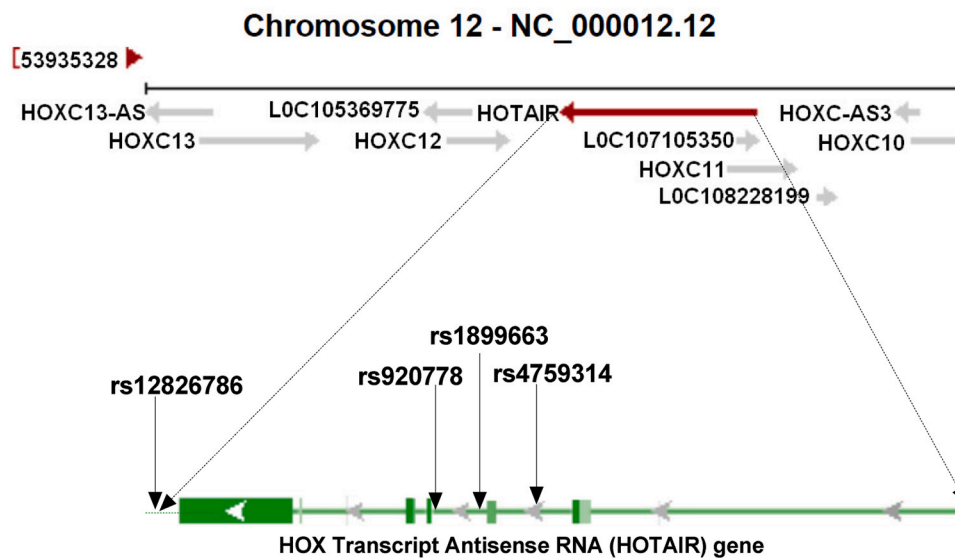 Chromosome 12 - NC_000012.12
[53935328
HOXC13-AS
L0C105369775
HOTAIR
HOXC-AS3
HOXC13
HOXC12
L0C107105350
HOXC10
HOXC11
L0C108228199
rs1899663
rs12826786
rs920778
rs4759314
HOX Transcript Antisense RNA (HOTAIR) gene